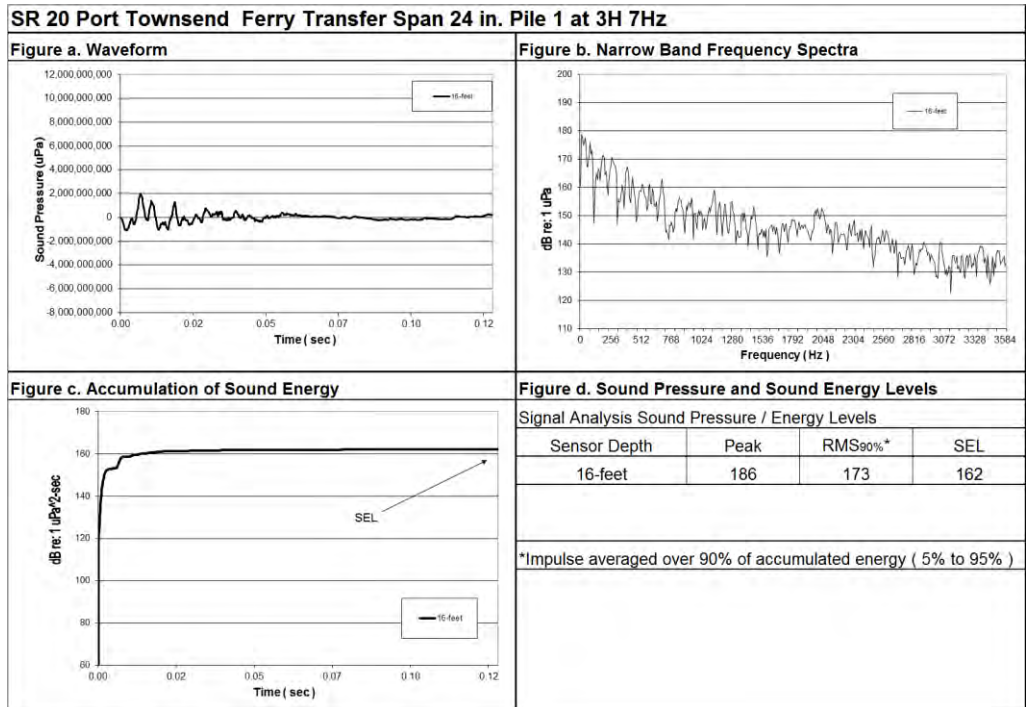 SR 20 Port Townsend Ferry Transfer Span 24 in. Pile 1 at 3H 7Hz
Figure a. Waveform
12,000,000,000
10,000,000,000
8,000,000,000
6,000,000,000
4,000,000,000
2,000,000,000
0
-2,000,000,000
-4,000,000,000
-6,000,000,000
-8,000,000,000
Sound Pressure (uPa)
16-feet
0.00 0.02 0.05 0.07 0.10 0.12
Time ( sec )
Figure b. Narrow Band Frequency Spectra
200
190
180
170
160
150
140
130
120
110
dB re: 1 uPa
16-feet
0 256 512 768 1024 1280 1536 1792 2048 2304 2560 2816 3072 3328 3584
Frequency ( Hz )
Figure c. Accumulation of Sound Energy
180
160
140
120
100
80
60
dB re: 1 uPa^2-sec
SEL
16-feet
0.00 0.02 0.05 0.07 0.10 0.12
Time ( sec )
Figure d. Sound Pressure and Sound Energy Levels
Signal Analysis Sound Pressure / Energy Levels
Sensor Depth Peak RMS90%* SEL
16-feet 186 173 162
*Impulse averaged over 90% of accumulated energy ( 5% to 95% )